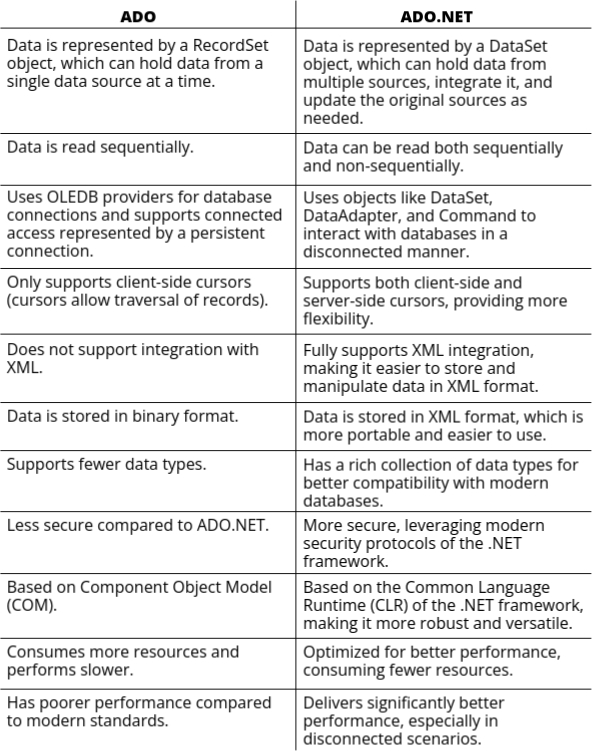 ADO
ADO.NET
Data is represented by a RecordSet
object, which can hold data from a
single data source at a time.
Data is represented by a DataSet
object, which can hold data from
multiple sources, integrate it, and
update the original sources as
needed.
Data is read sequentially.
Data can be read both sequentially
and non-sequentially.
Uses OLEDB providers for database
connections and supports connected
access represented by a persistent
connection.
Uses objects like DataSet,
DataAdapter, and Command to
interact with databases in a
disconnected manner.
Only supports client-side cursors
(cursors allow traversal of records).
Supports both client-side and
server-side cursors, providing more
flexibility.
Does not support integration with
XML.
Fully supports XML integration,
making it easier to store and
manipulate data in XML format.
Data is stored in binary format.
Data is stored in XML format, which is
more portable and easier to use.
Supports fewer data types.
Has a rich collection of data types for
better compatibility with modern
databases.
Less secure compared to ADO.NET.
More secure, leveraging modern
security protocols of the .NET
framework.
Based on Component Object Model
(COM).
Based on the Common Language
Runtime (CLR) of the .NET framework,
making it more robust and versatile.
Consumes more resources and
performs slower.
Optimized for better performance,
consuming fewer resources.
Has poorer performance compared
to modern standards.
Delivers significantly better
performance, especially in
disconnected scenarios.